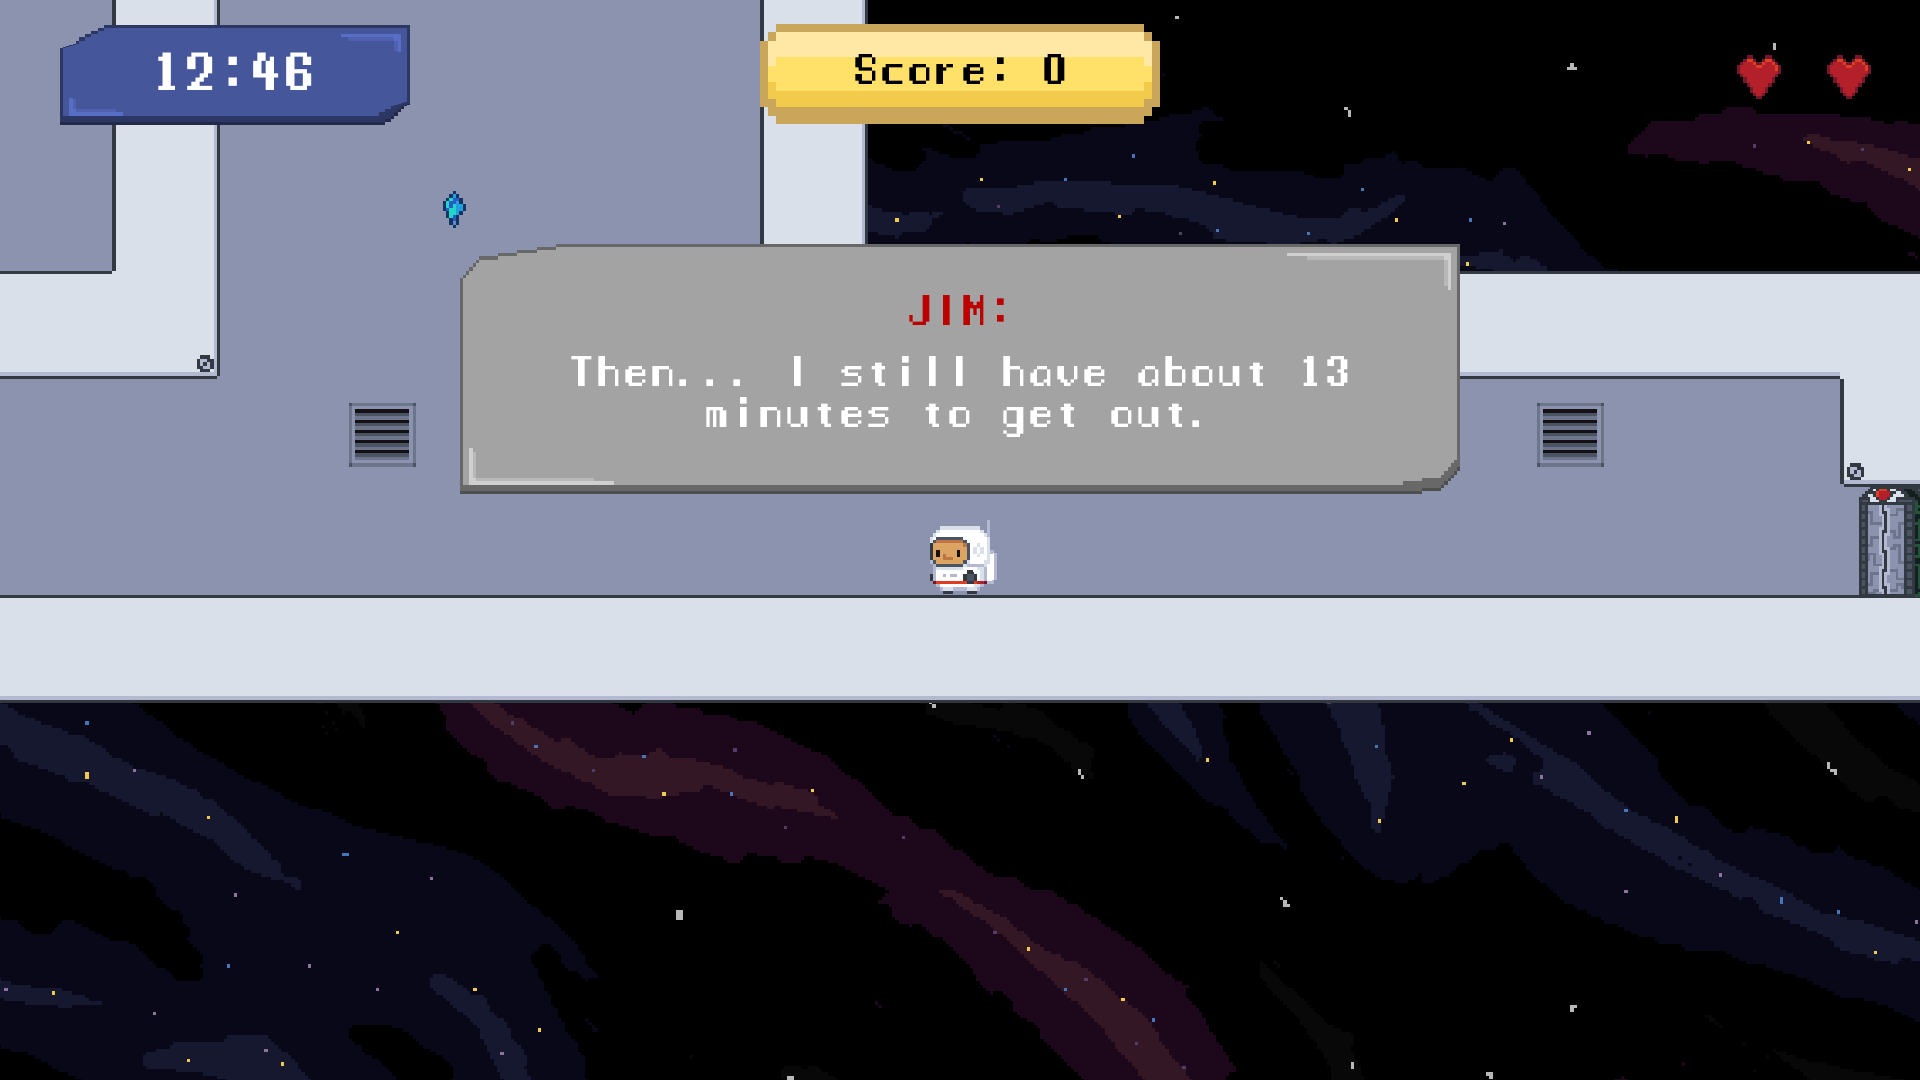 12:46
Score: 0
JIM:
Then... I still have about 13
minutes to get out.